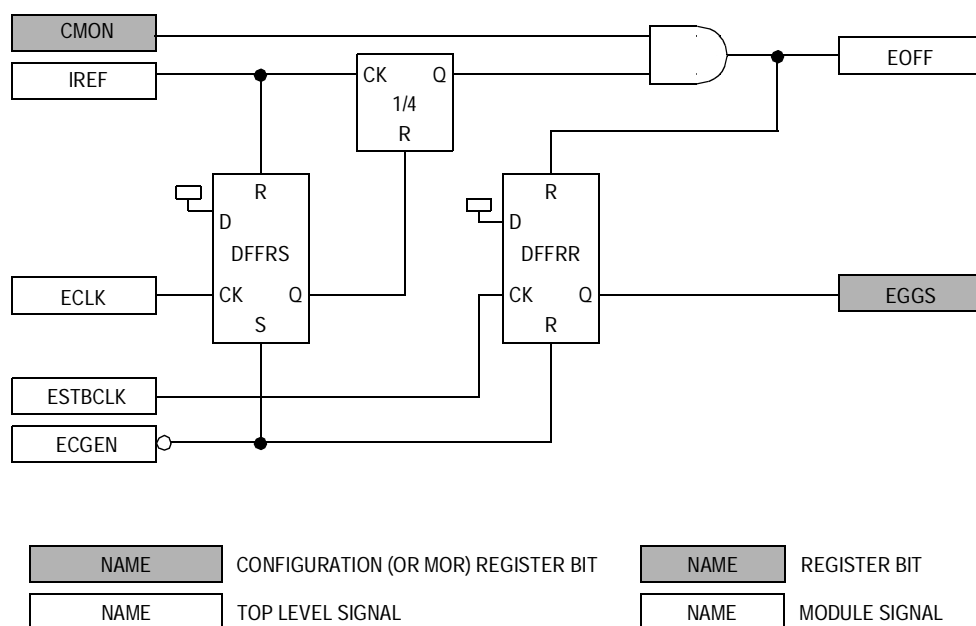 CMON
EOFF
IREF
CK Q
1/4
R
R
R
D
D
DFFRS
DFFRR
ECLK
CK Q
CK Q
EGGS
S
R
ESTBCLK
ECGEN
NAME CONFIGURATION (OR MOR) REGISTER BIT
NAME REGISTER BIT
NAME TOP LEVEL SIGNAL
NAME MODULE SIGNAL